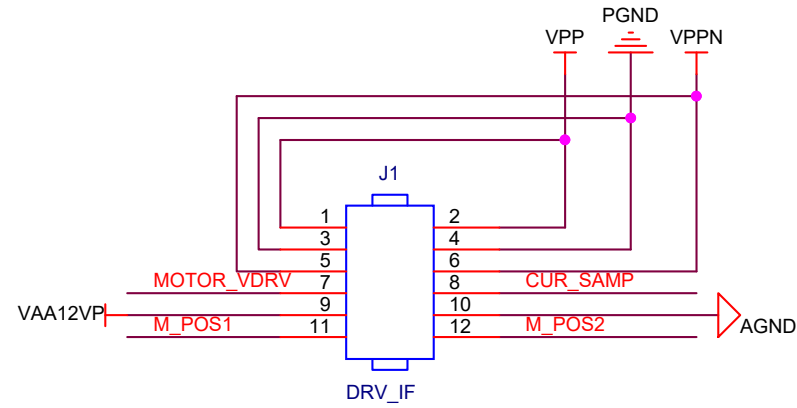 PGND
VPP
VPPN
J1
1 2
3 4
5 6
MOTOR_VDRV 7 8 CUR_SAMP
VAA12VP 9 10 AGND
M_POS1 11 12 M_POS2
DRV_IF